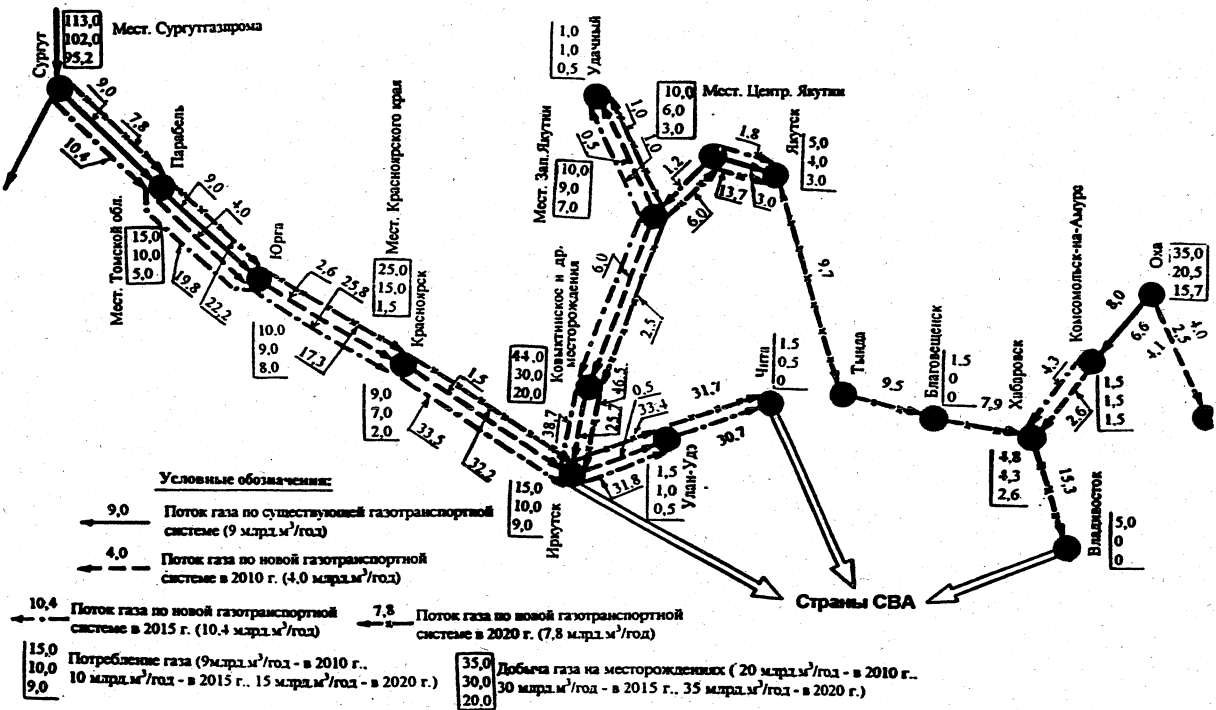 113,0
102,0
95,2
Мест. Сургутгазпрома
Сургут
9,0
7,8
10,4
Парабель
9,0
4,0
Мест. Томской обл.
15,0
10,0
5,0
19,8
22,2
Юрга
10,0
9,0
8,0
2,6
25,8
17,3
Мест. Красноярского края
25,0
15,0
1,5
Красноярск
9,0
7,0
2,0
1,5
33,5
32,2
1,0
1,0
0,5
Удачный
0,5
1,0
Мест. Зап.Якутии
10,0
9,0
7,0
10,0
6,0
3,0
Мест. Центр. Якутии
1,2
6,0
1,8
13,7
3,0
Якутск
5,0
4,0
3,0
6,0
2,5
Ковыктинское и др.
месторождения
44,0
30,0
20,0
46,5
25,7
38,7
Иркутск
15,0
10,0
9,0
0,5
33,4
31,7
30,7
31,8
Улан-Удэ
1,5
1,0
0,5
Чита
1,5
0,5
0
9,7
Тында
9,5
Благовещенск
1,5
0
0
7,9
Хабаровск
4,8
4,3
2,6
4,3
2,6
Комсомольск-на-Амуре
1,5
1,5
1,5
8,0
6,6
4,1
2,5
4,0
Оха
35,0
20,5
15,7
15,3
Владивосток
5,0
0
0
Страны СВА
Условные обозначения:
9,0 Поток газа по существующей газотранспортной
системе (9 млрд.м³/год)
4,0 Поток газа по новой газотранспортной
системе в 2010 г. (4,0 млрд.м³/год)
10,4 Поток газа по новой газотранспортной
системе в 2015 г. (10,4 млрд.м³/год)
7,8 Поток газа по новой газотранспортной
системе в 2020 г. (7,8 млрд.м³/год)
15,0
10,0
9,0
Потребление газа (9млрд.м³/год - в 2010 г..
10 млрд.м³/год - в 2015 г.. 15 млрд.м³/год - в 2020 г.)
35,0
30,0
20,0
Добыча газа на месторождениях ( 20 млрд.м³/год - в 2010 г..
30 млрд.м³/год - в 2015 г.. 35 млрд.м³/год - в 2020 г.)